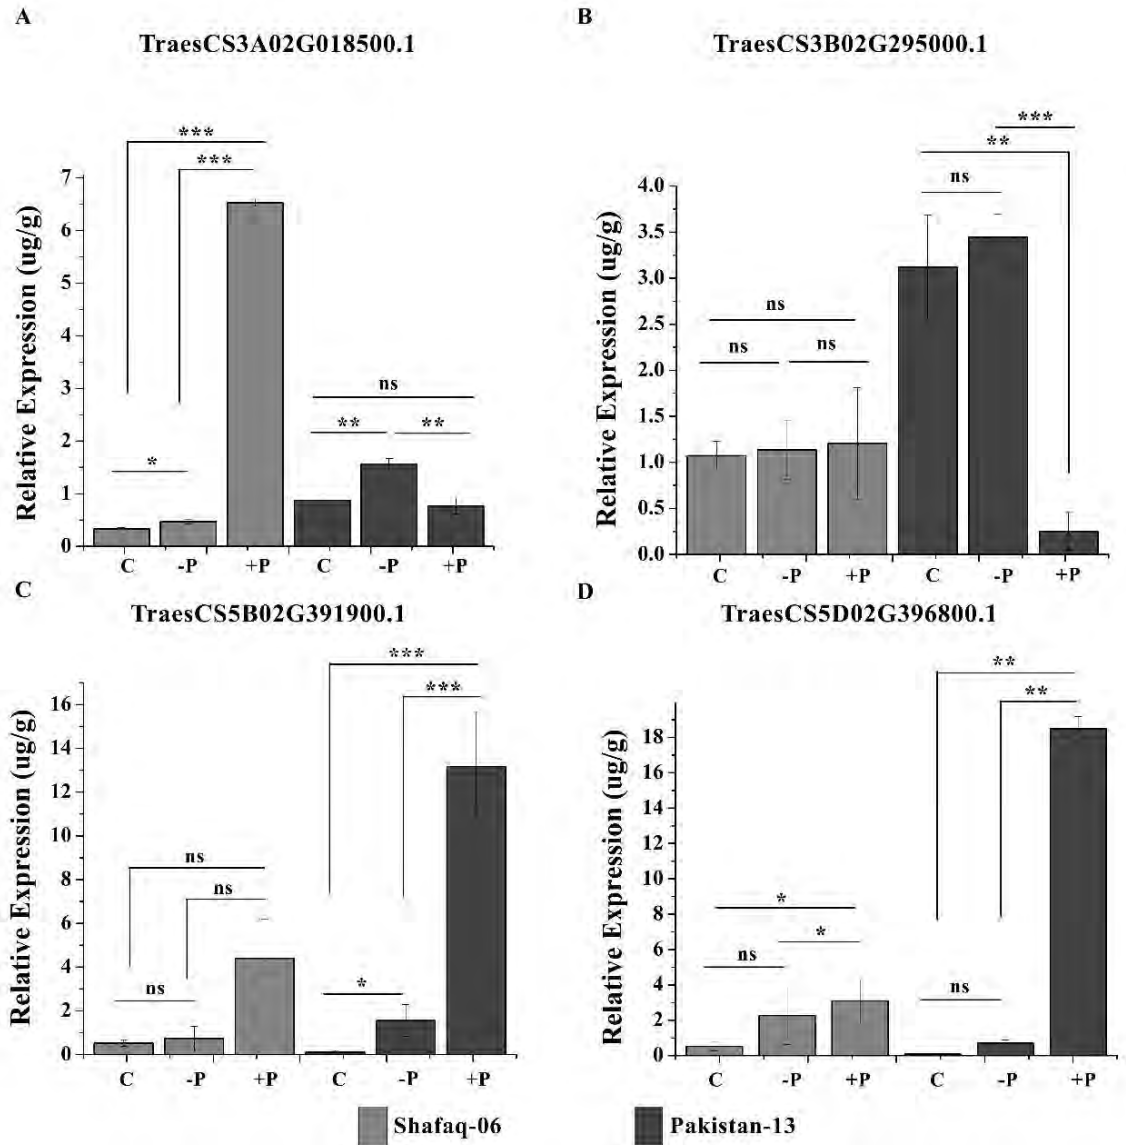 A
TraesCS3A02G018500.1
***
***
ns
**
**
*
Relative Expression (ug/g)
7
6
5
4
3
2
1
0
C -P +P C -P +P
B
TraesCS3B02G295000.1
***
**
ns
ns
ns
ns
Relative Expression (ug/g)
4.0
3.5
3.0
2.5
2.0
1.5
1.0
0.5
0.0
C -P +P C -P +P
C
TraesCS5B02G391900.1
***
***
ns
ns
ns
*
Relative Expression (ug/g)
16
14
12
10
8
6
4
2
0
C -P +P C -P +P
D
TraesCS5D02G396800.1
**
**
*
*
ns
ns
Relative Expression (ug/g)
18
16
14
12
10
8
6
4
2
0
C -P +P C -P +P
Shafaq-06 Pakistan-13